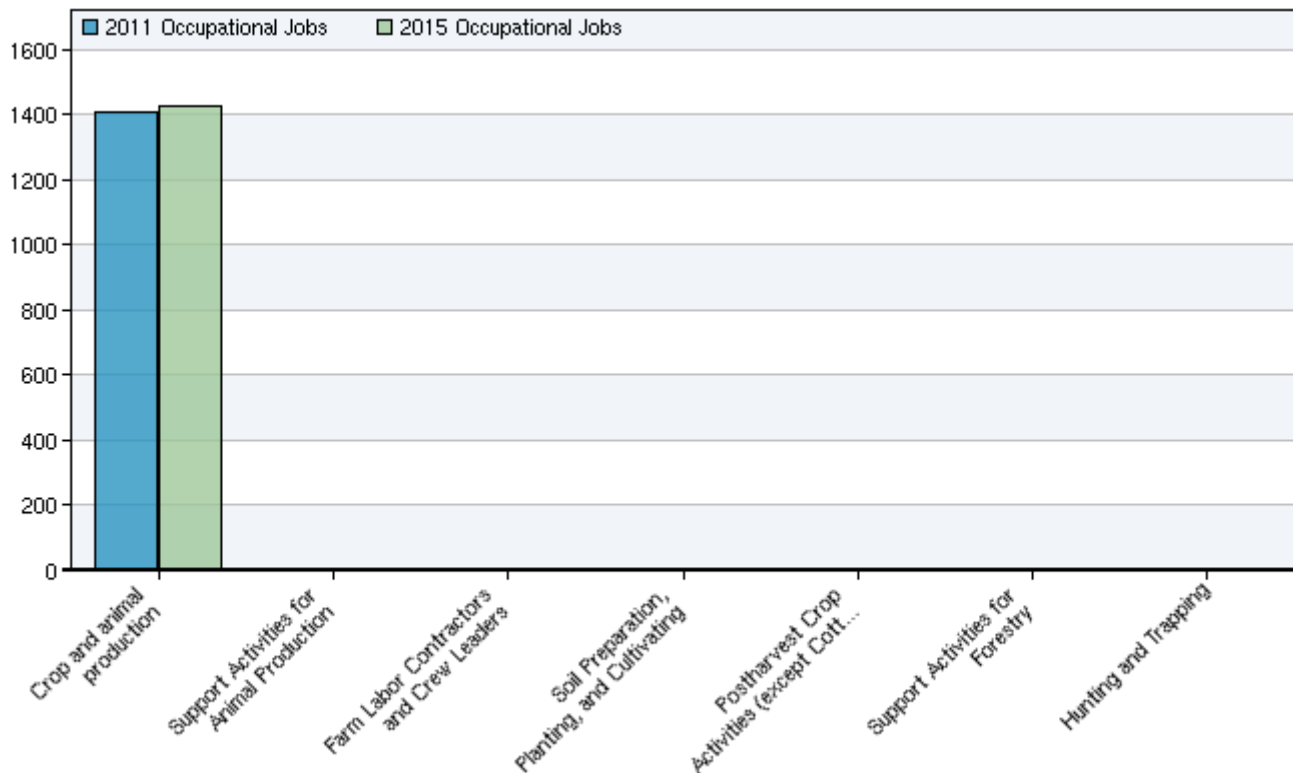 2011 Occupational Jobs
2015 Occupational Jobs
1600
1400
1200
1000
800
600
400
200
0
Crop and animal
production
Support Activities for
Animal Production
Farm Labor Contractors
and Crew Leaders
Soil Preparation,
Planting, and Cultivating
Postharvest Crop
Activities (except Cott...
Support Activities for
Forestry
Hunting and Trapping